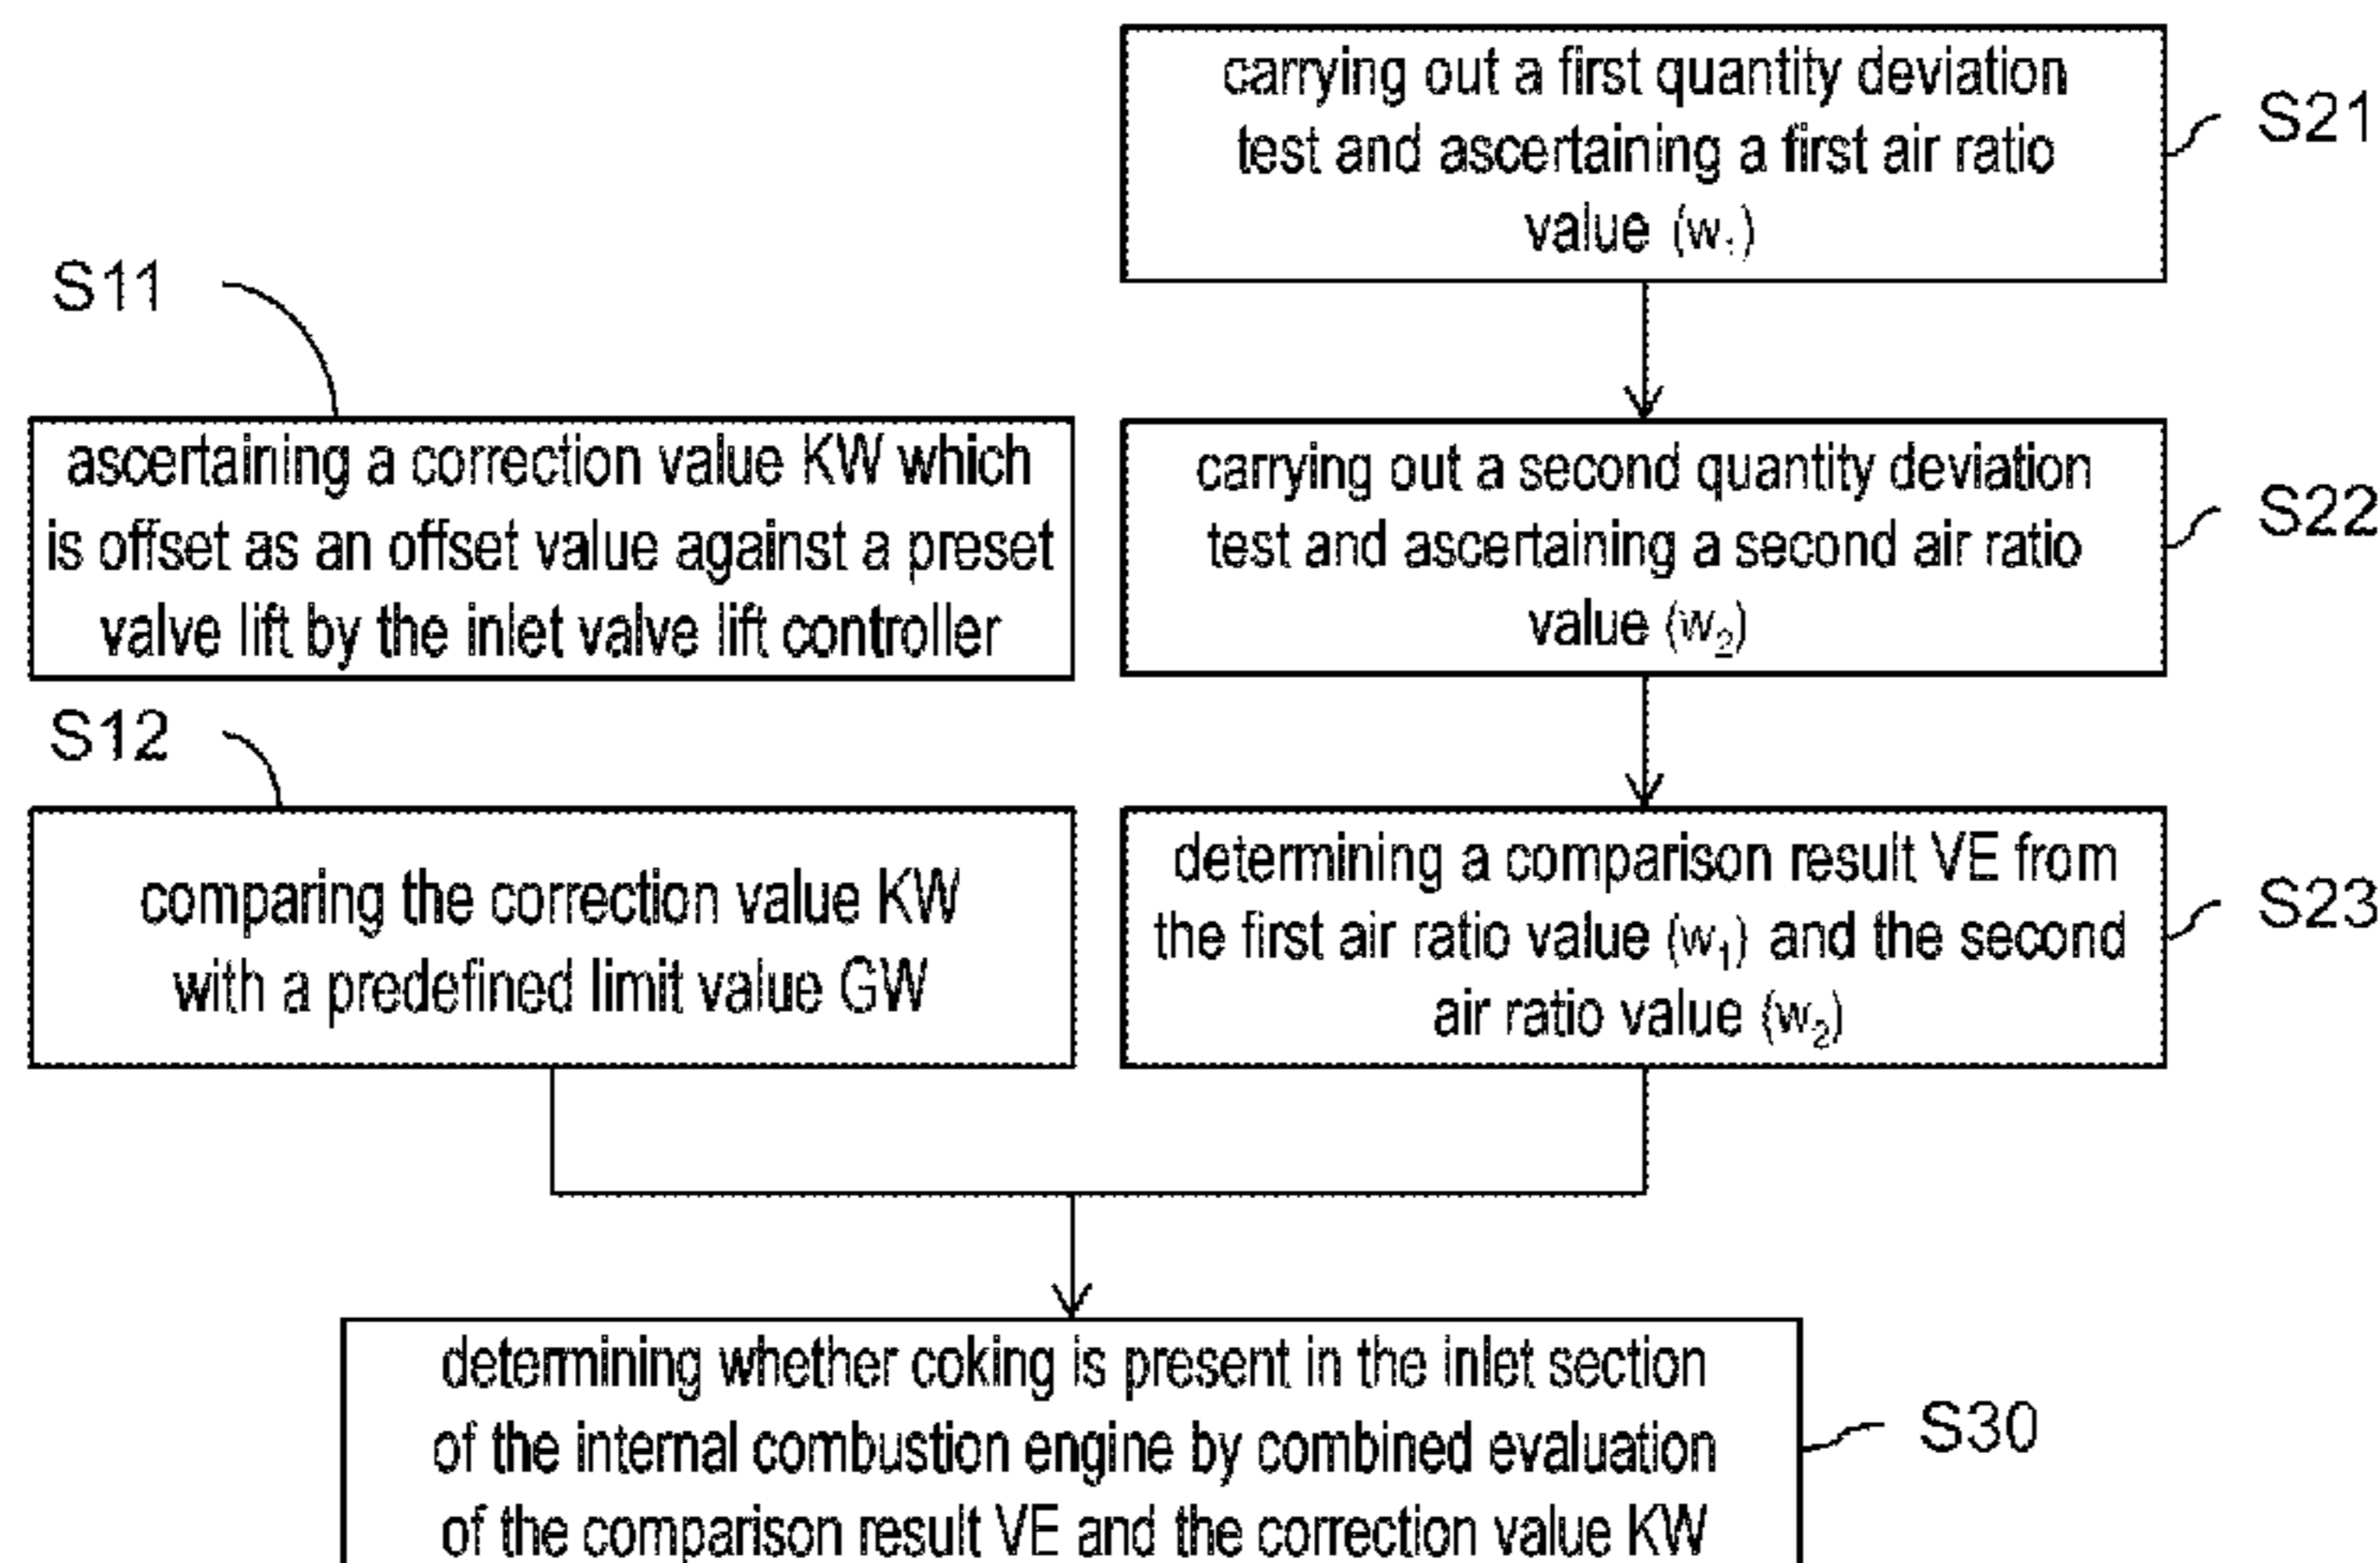 carrying out a first quantity deviation
test and ascertaining a first air ratio
value (w₁)
S21
S11
ascertaining a correction value KW which
is offset as an offset value against a preset
valve lift by the inlet valve lift controller
carrying out a second quantity deviation
test and ascertaining a second air ratio
value (w₂)
S22
S12
comparing the correction value KW
with a predefined limit value GW
determining a comparison result VE from
the first air ratio value (w₁) and the second
air ratio value (w₂)
S23
determining whether coking is present in the inlet section
of the internal combustion engine by combined evaluation
of the comparison result VE and the correction value KW
S30